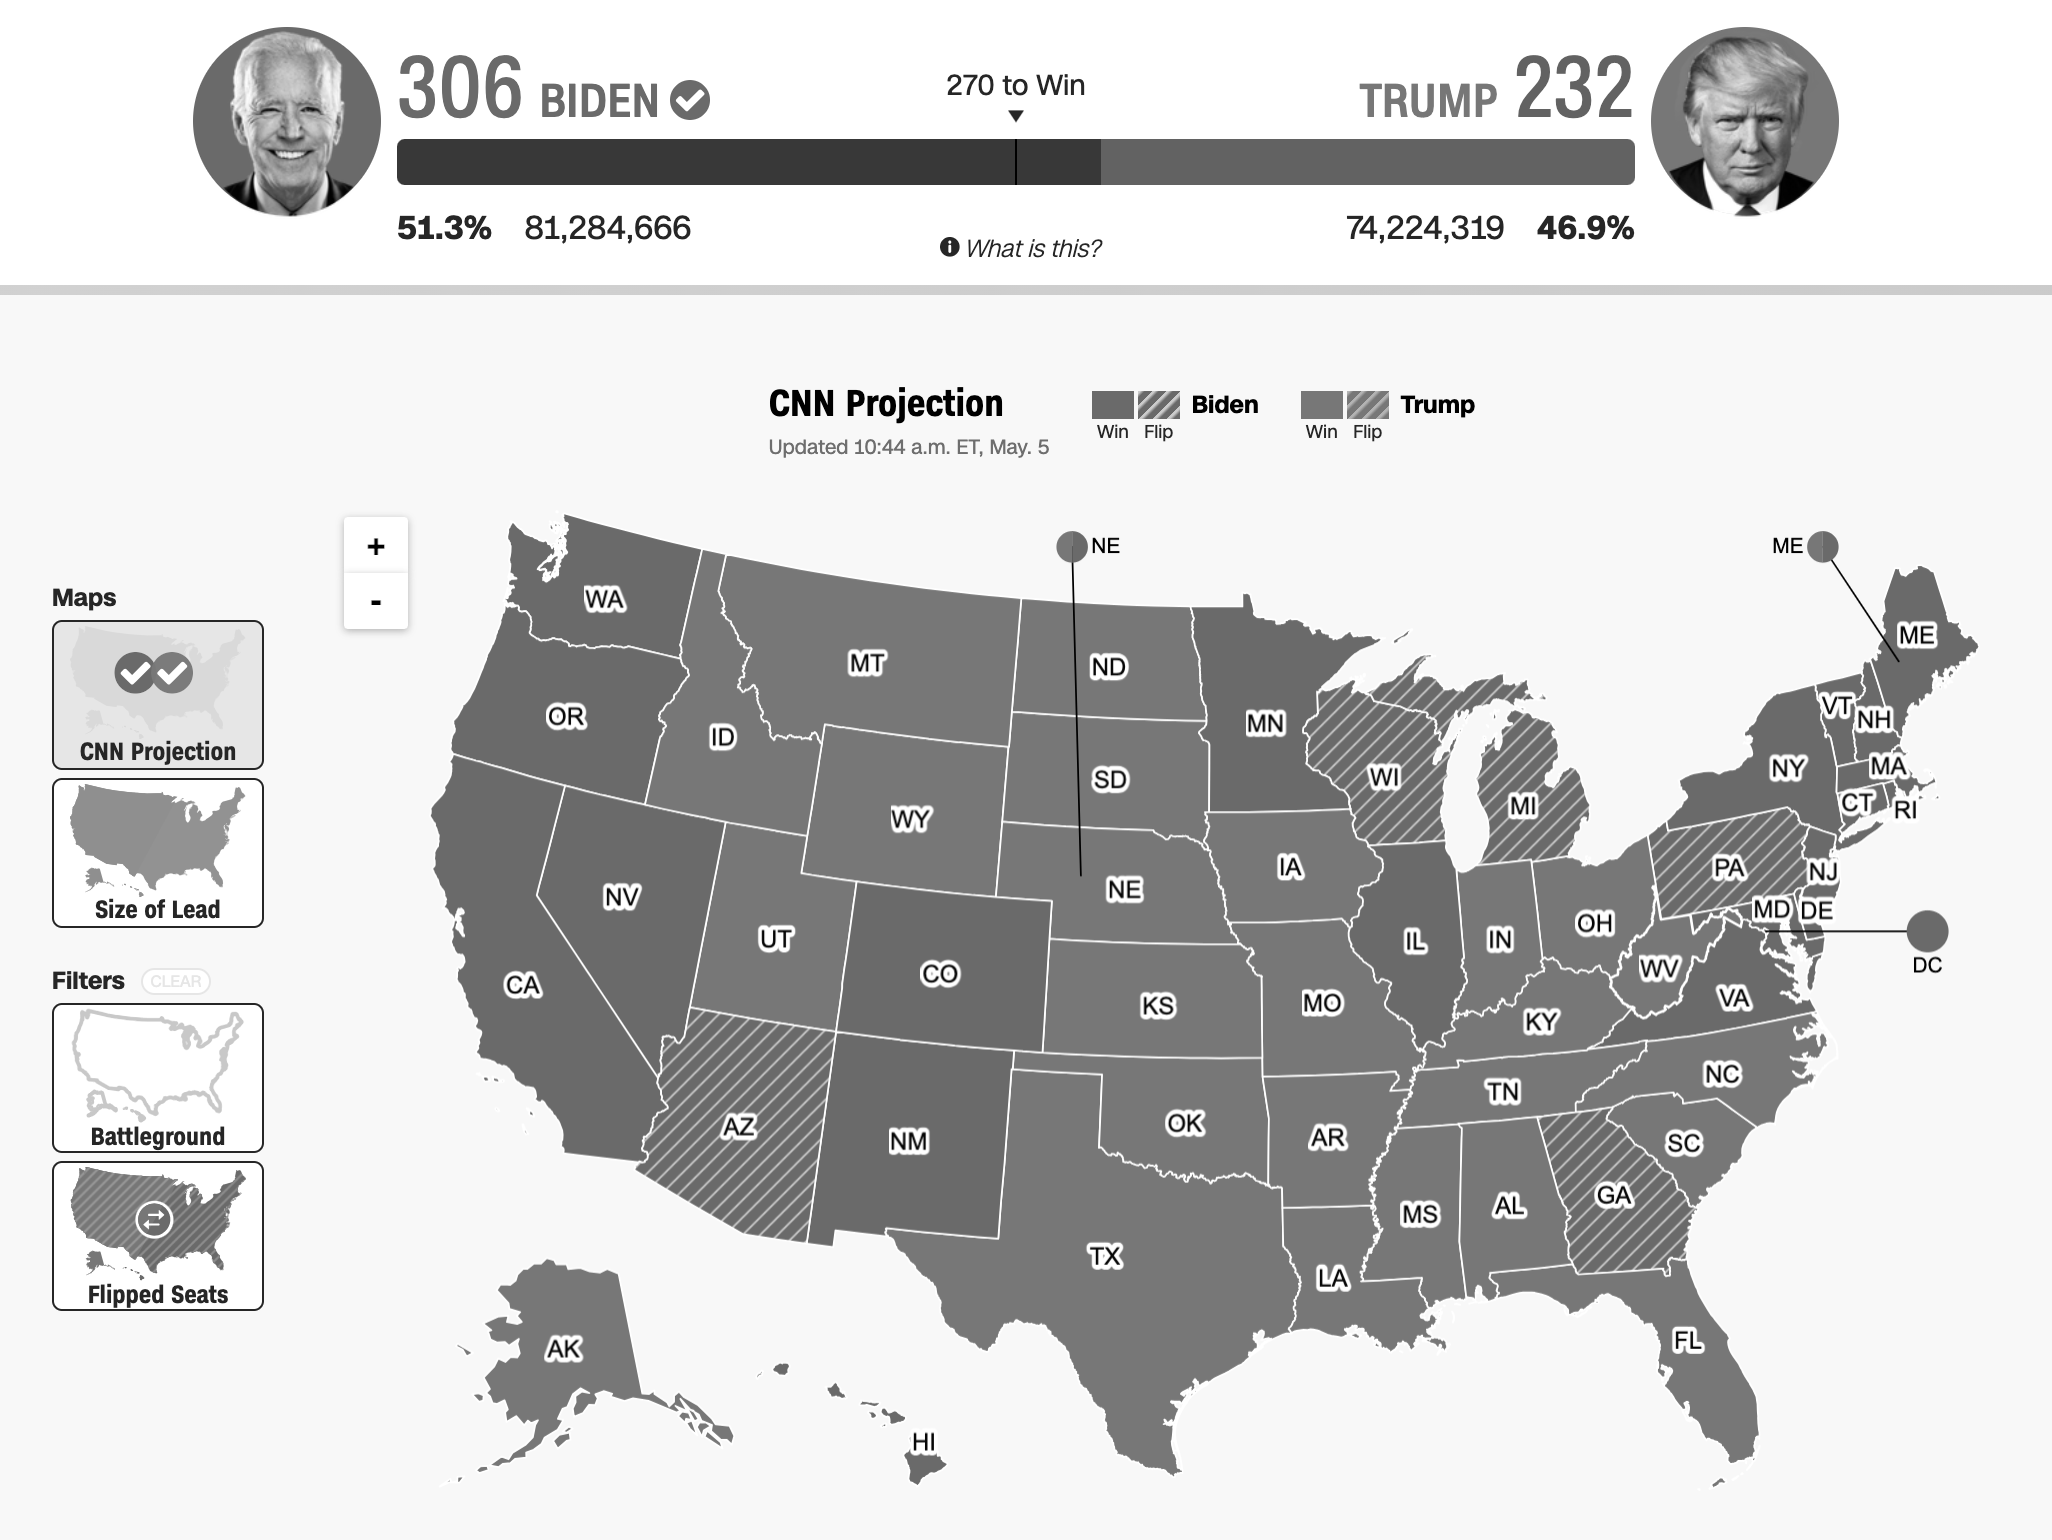 306 BIDEN
270 to Win
TRUMP 232
51.3% 81,284,666
What is this?
74,224,319 46.9%
CNN Projection
Updated 10:44 a.m. ET, May. 5
Win Flip Biden
Win Flip Trump
+
-
Maps
CNN Projection
Size of Lead
Filters CLEAR
Battleground
Flipped Seats
NE
ME
WA
MT
ND
ME
OR
ID
MN
VT
NH
SD
WI
NY
MA
WY
MI
CT
RI
NV
NE
IA
PA
NJ
UT
MD
DE
CO
IL
IN
OH
DC
CA
KS
MO
WV
VA
KY
AZ
NM
OK
AR
TN
NC
SC
TX
MS
AL
GA
LA
FL
AK
HI